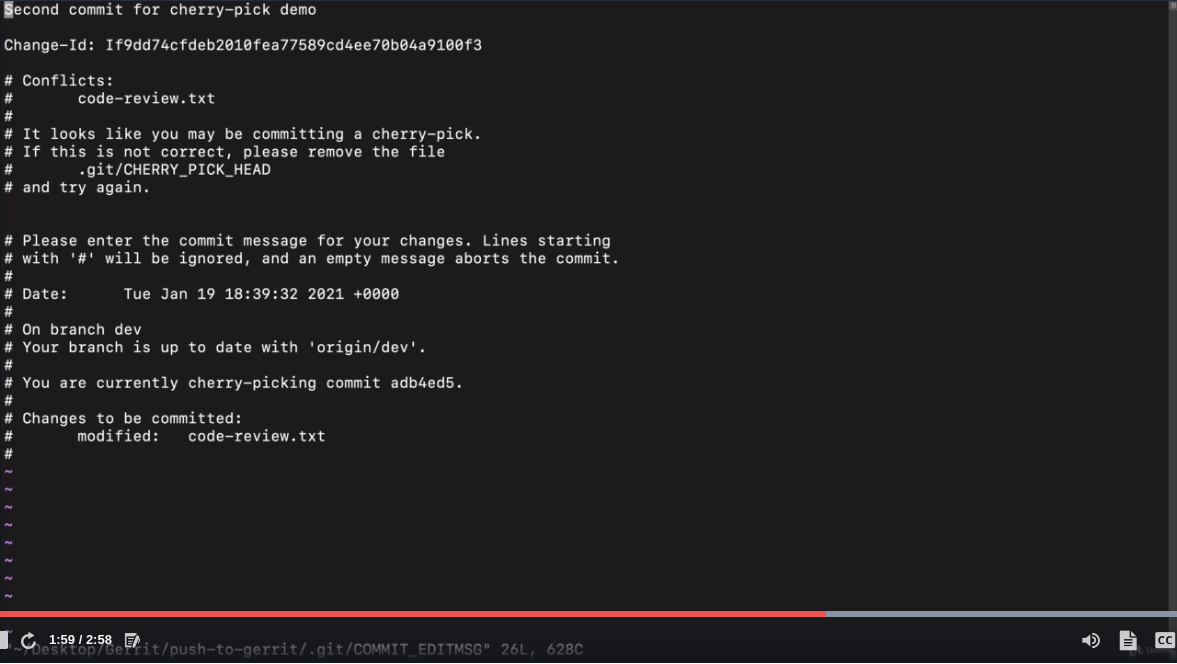 Second commit for cherry-pick demo
Change-Id: If9dd74cfdeb2010fea77589cd4ee70b04a9100f3
# Conflicts:
#       code-review.txt
#
# It looks like you may be committing a cherry-pick.
# If this is not correct, please remove the file
#       .git/CHERRY_PICK_HEAD
# and try again.
# Please enter the commit message for your changes. Lines starting
# with '#' will be ignored, and an empty message aborts the commit.
#
# Date:      Tue Jan 19 18:39:32 2021 +0000
#
# On branch dev
# Your branch is up to date with 'origin/dev'.
#
# You are currently cherry-picking commit adb4ed5.
#
# Changes to be committed:
#       modified:   code-review.txt
#
~
~
~
~
~
~
~
~
~
1:59 / 2:58
CC
"~/Desktop/Gerrit/push-to-gerrit/.git/COMMIT_EDITMSG" 26L, 628C